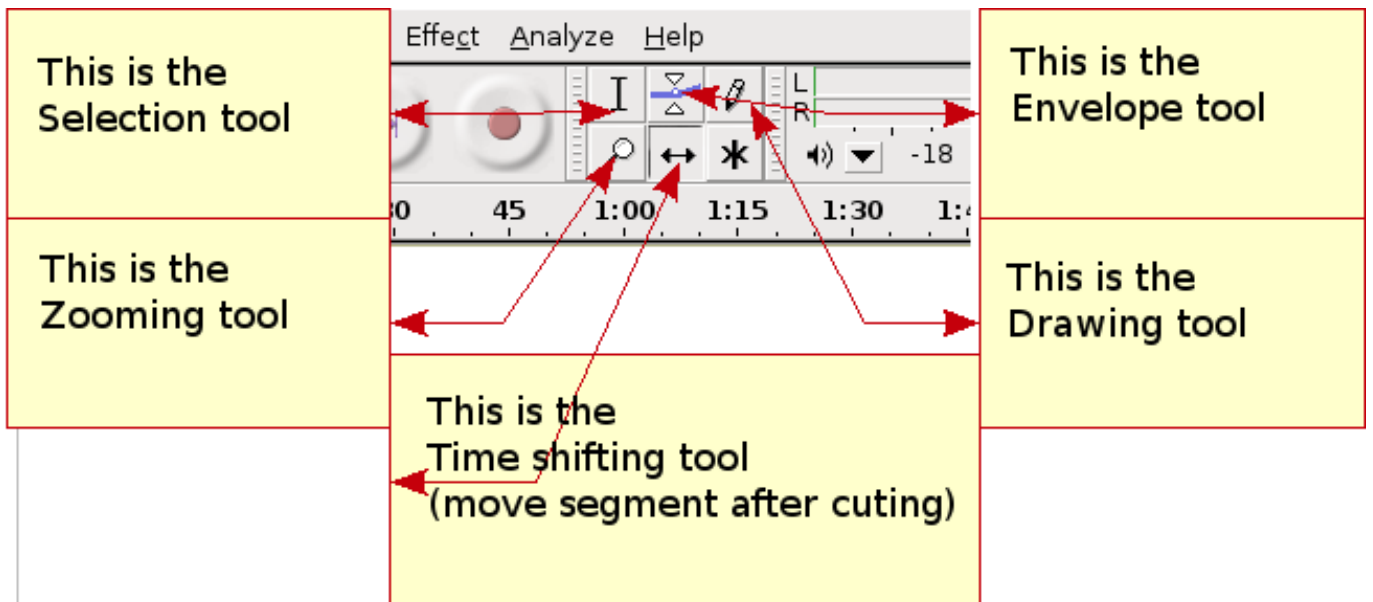 Effect Analyze Help
This is the
Selection tool
This is the
Envelope tool
L
R
-18
45 1:00 1:15 1:30
This is the
Zooming tool
This is the
Drawing tool
This is the
Time shifting tool
(move segment after cuting)